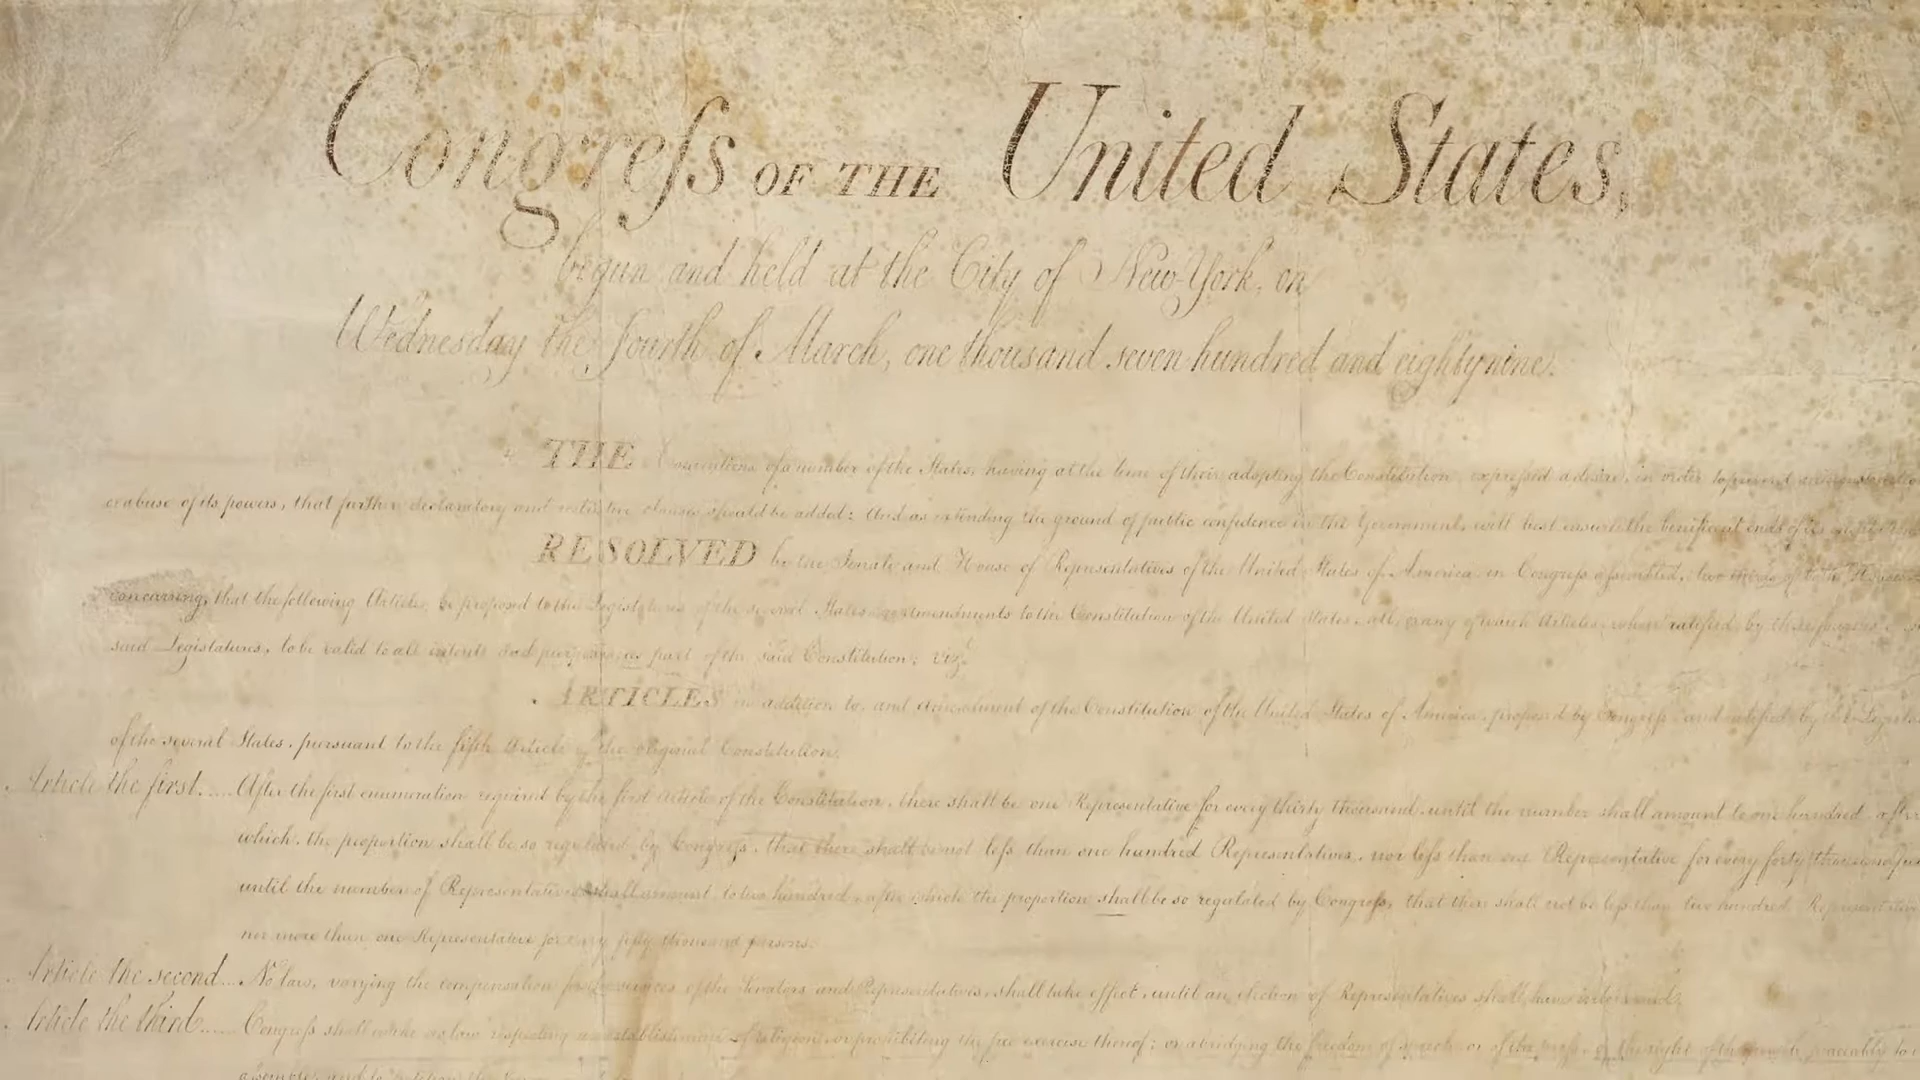 Congreſs OF THE United States,
begun and held at the City of New-York, on
Wednesday the fourth of March, one thousand seven hundred and eighty nine.
THE Conventions of a number of the States, having at the time of their adopting the Constitution, expreſsed a desire, in order to prevent misconstruction
or abuse of its powers, that further declaratory and restrictive clauses should be added: And as extending the ground of public confidence in the Government, will best ensure the beneficent ends of its
RESOLVED by the Senate and House of Representatives of the United States of America, in Congreſs aſsembled, two thirds of both Houses
concurring, that the following Articles be proposed to the Legislatures of the several States, as amendments to the Constitution of the United States, all, or any of which Articles, when ratified by three fourths
said Legislatures, to be valid to all intents and purposes, as part of the said Constitution; vizt.
ARTICLES in addition to, and amendment of the Constitution of the United States of America, proposed by Congreſs, and ratified by the
of the several States, pursuant to the fifth Article of the original Constitution.
Article the first..... After the first enumeration required by the first Article of the Constitution, there shall be one Representative for every thirty thousand, until the number shall amount to one hundred, after
which, the proportion shall be so regulated by Congreſs, that there shall be not leſs than one hundred Representatives, nor leſs than one Representative for every forty thousand
until the number of Representatives shall amount to two hundred, after which the proportion shall be so regulated by Congreſs, that there shall not be leſs than two hundred Representatives,
nor more than one Representative for every fifty thousand persons.
Article the second... No law, varying the compensation for the services of the Senators and Representatives, shall take effect, until an election of Representatives shall have intervened.
Article the third..... Congreſs shall make no law respecting an establishment of religion, or prohibiting the free exercise thereof; or abridging the freedom of speech, or of the preſs, or the right of the people peaceably to